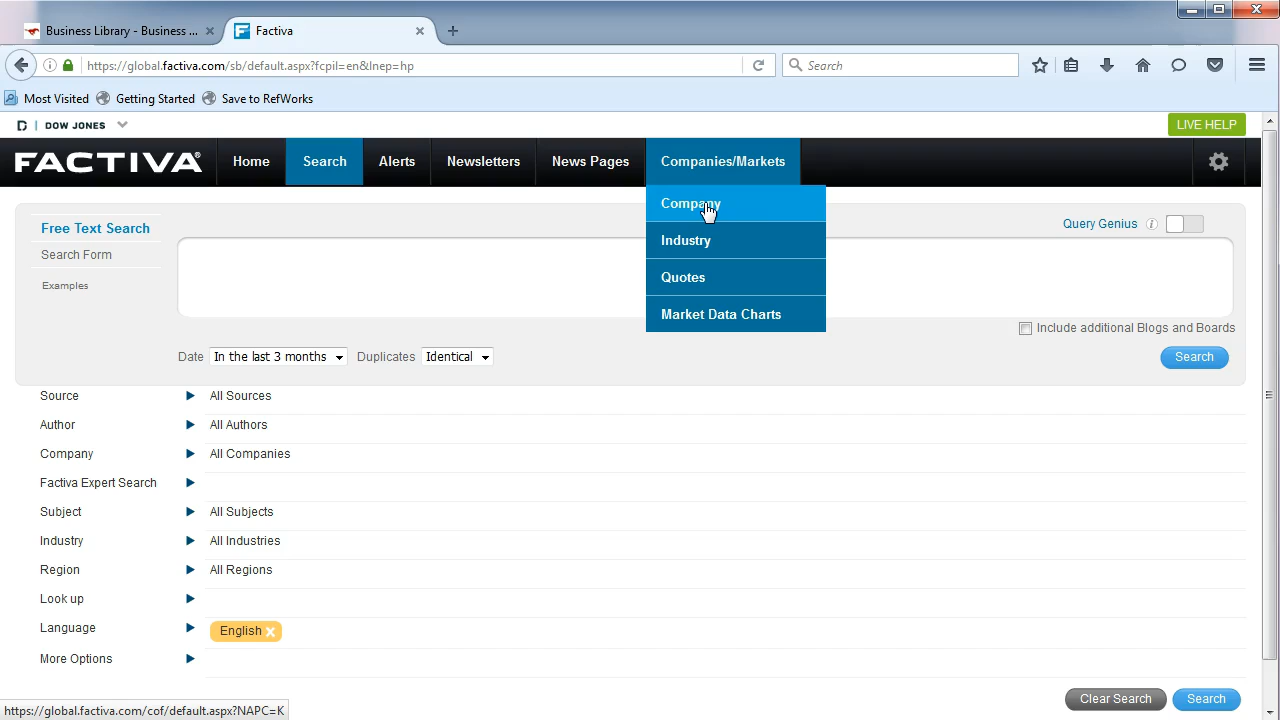 Business Library - Business ...
Factiva
https://global.factiva.com/sb/default.aspx?fcpil=en&lnep=hp
Search
Most Visited
Getting Started
Save to RefWorks
D | DOW JONES
LIVE HELP
FACTIVA
Home
Search
Alerts
Newsletters
News Pages
Companies/Markets
Company
Industry
Quotes
Market Data Charts
Free Text Search
Search Form
Examples
Query Genius i
Include additional Blogs and Boards
Date In the last 3 months
Duplicates Identical
Search
Source All Sources
Author All Authors
Company All Companies
Factiva Expert Search
Subject All Subjects
Industry All Industries
Region All Regions
Look up
Language English x
More Options
Clear Search
Search
https://global.factiva.com/cof/default.aspx?NAPC=K